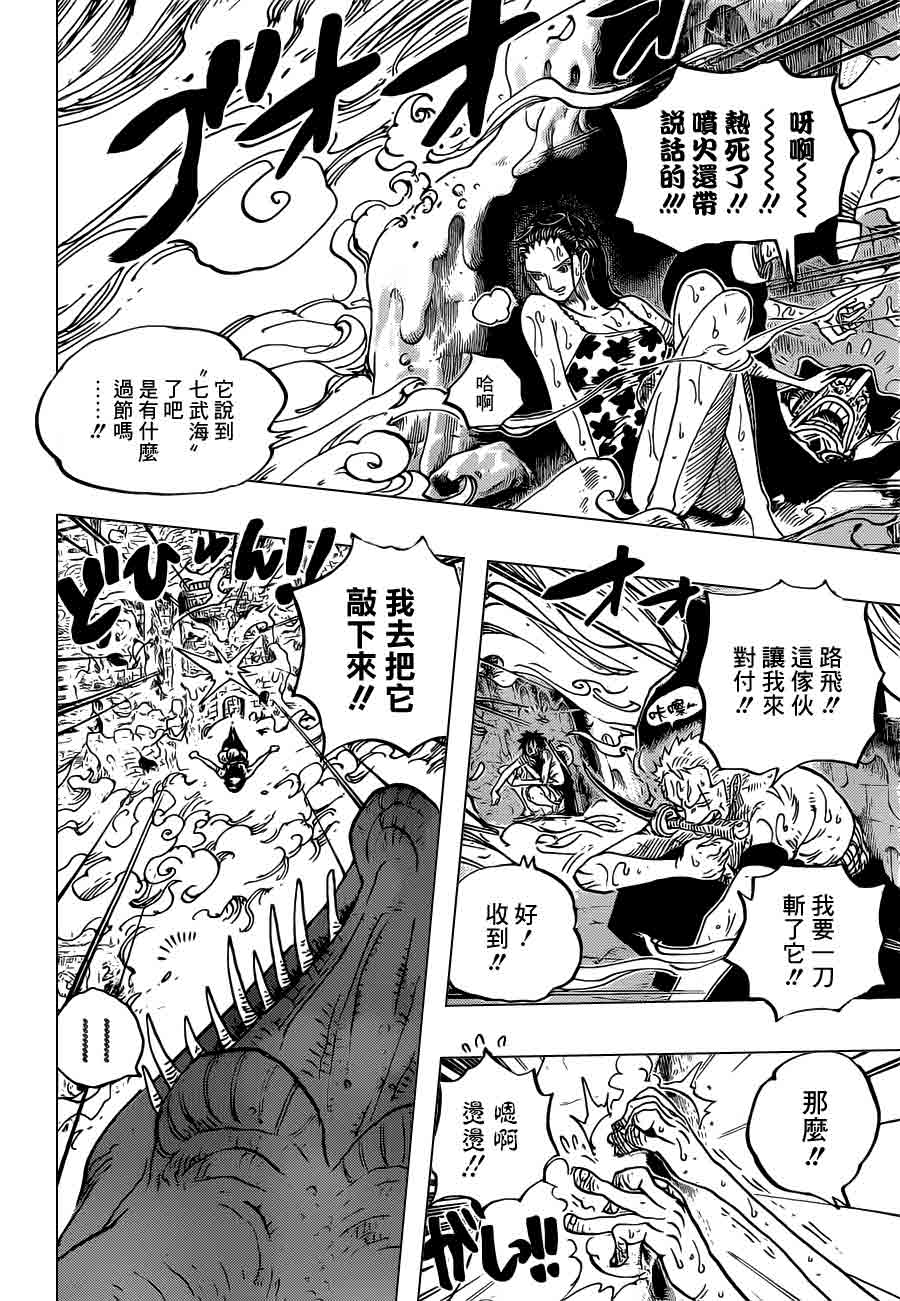 呀啊〜〜〜〜
熱死了!!〜〜〜!!
噴火還帶
說話的!!!
ゴオオオ
哈
啊
它說到
〝七武海〞
了吧
是有什麼
過節嗎
……!!
オオ
路飛
這傢伙
讓我來
對付!!
咔嚓
我要一刀
斬了它!!
好!
收到!!
我去把它
敲下來!!
どひゅーん!!
那麼!!
嗯啊
燙燙!!
がしっ!!